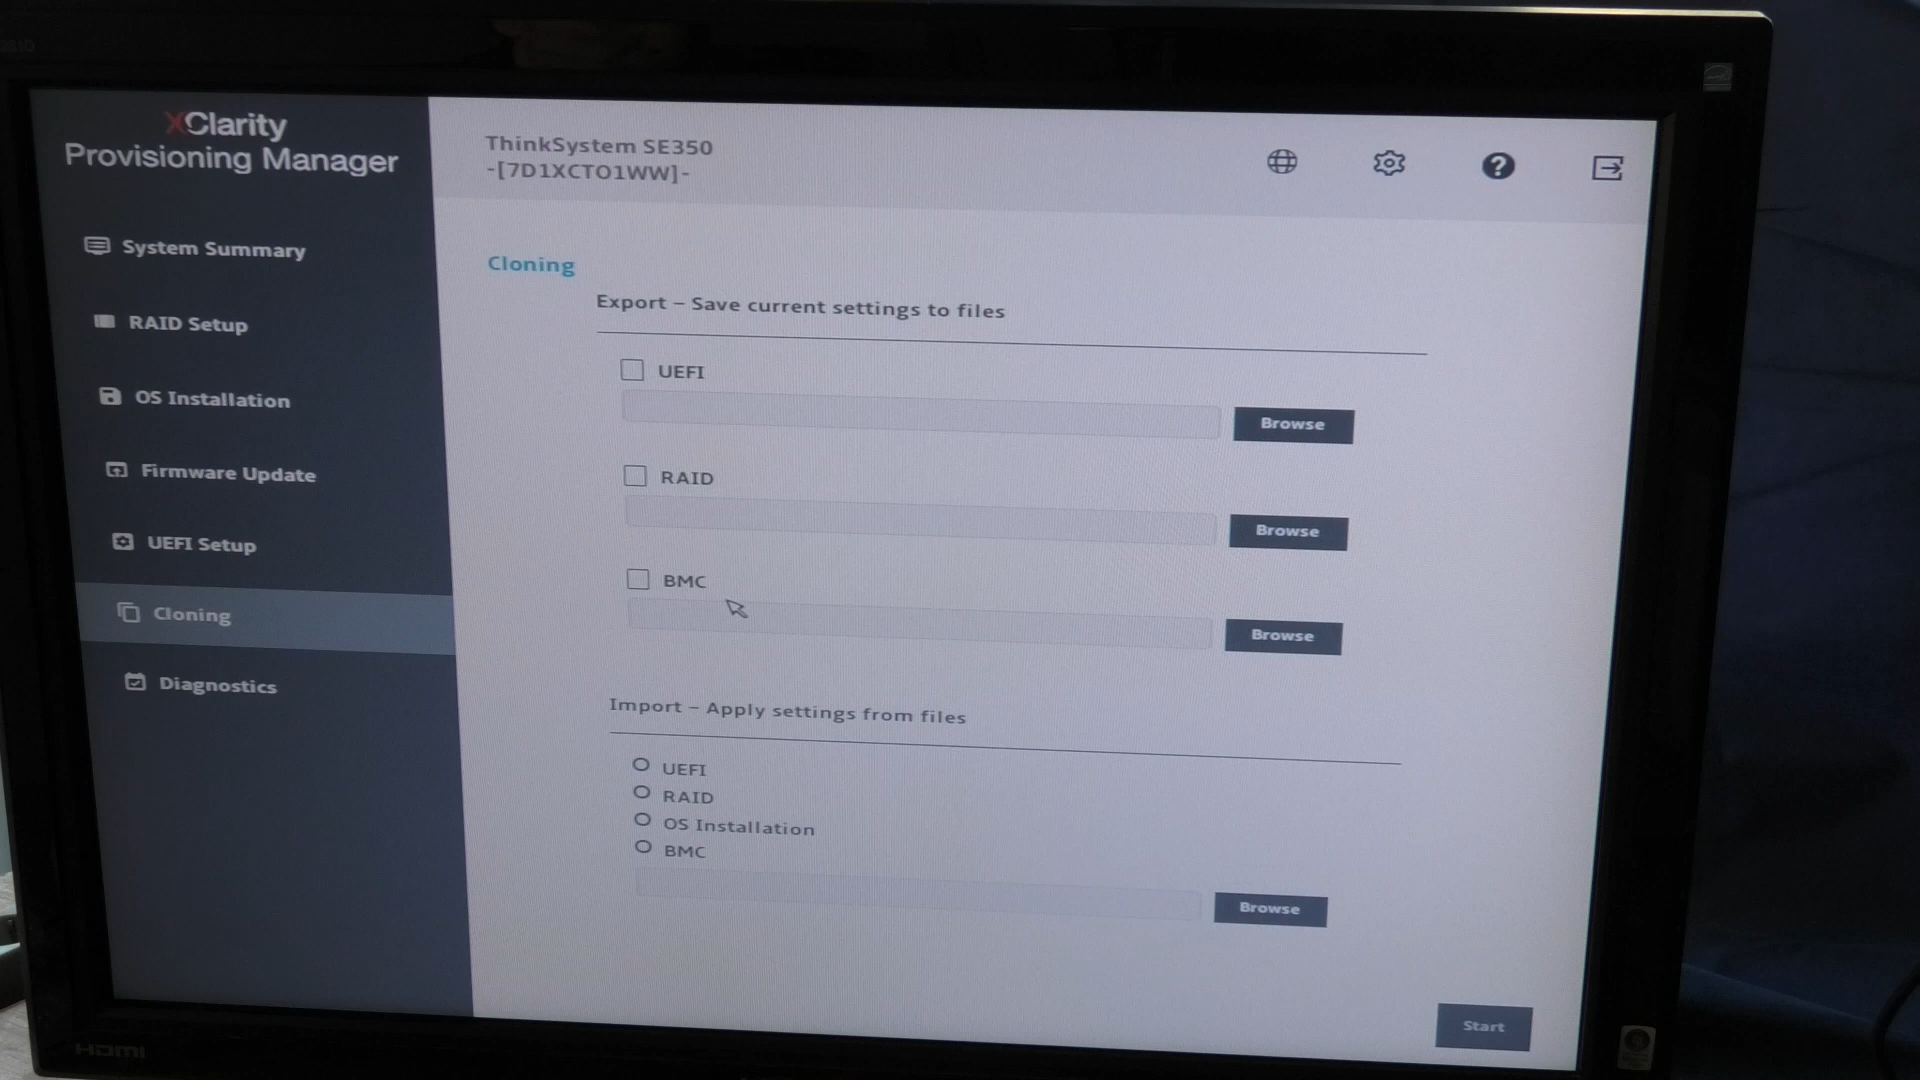 XClarity
Provisioning Manager
System Summary
RAID Setup
OS Installation
Firmware Update
UEFI Setup
Cloning
Diagnostics
ThinkSystem SE350
-[7D1XCTO1WW]-
?
Cloning
Export – Save current settings to files
UEFI
Browse
RAID
Browse
BMC
Browse
Import – Apply settings from files
UEFI
RAID
OS Installation
BMC
Browse
Start
HDMI